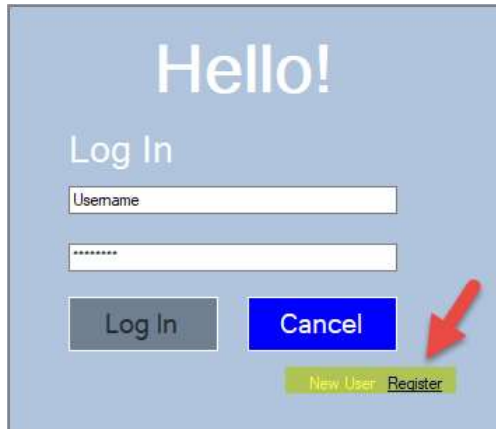 Hello!
Log In
Username
********
Log In Cancel
New User Register